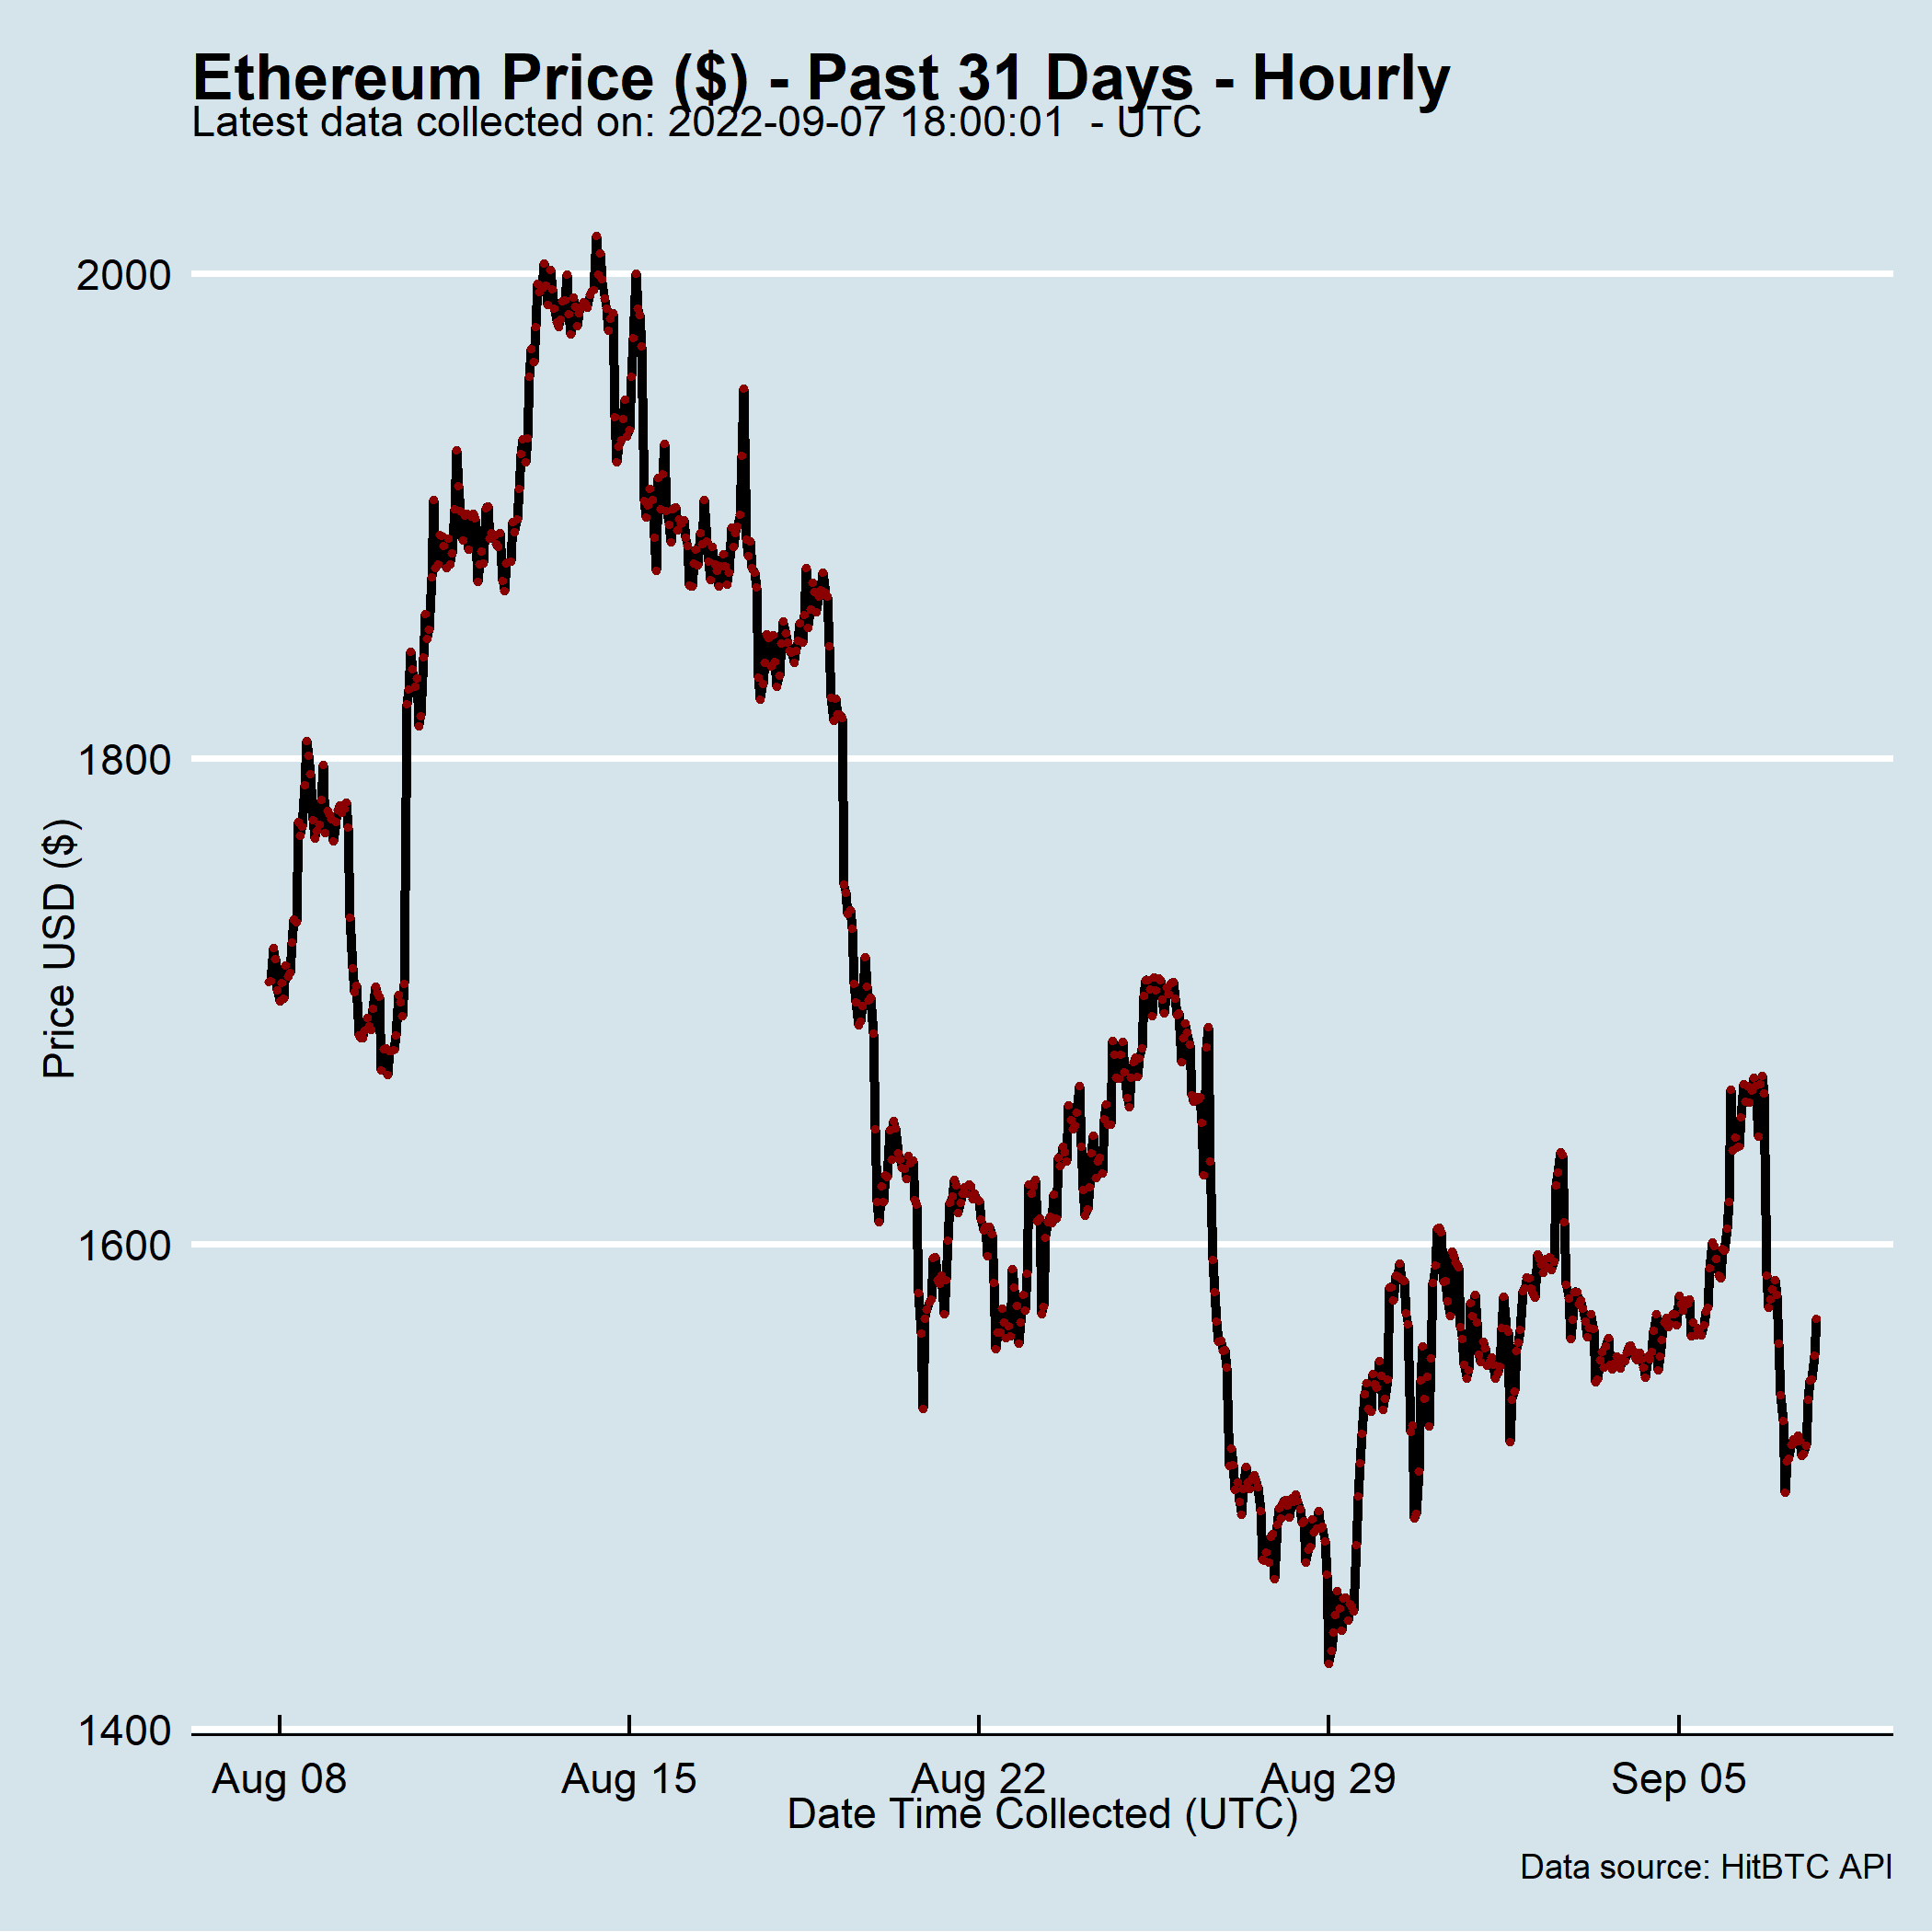 Ethereum Price ($) - Past 31 Days - Hourly
Latest data collected on: 2022-09-07 18:00:01  - UTC
Price USD ($)
2000
1800
1600
1400
Aug 08
Aug 15
Aug 22
Aug 29
Sep 05
Date Time Collected (UTC)
Data source: HitBTC API